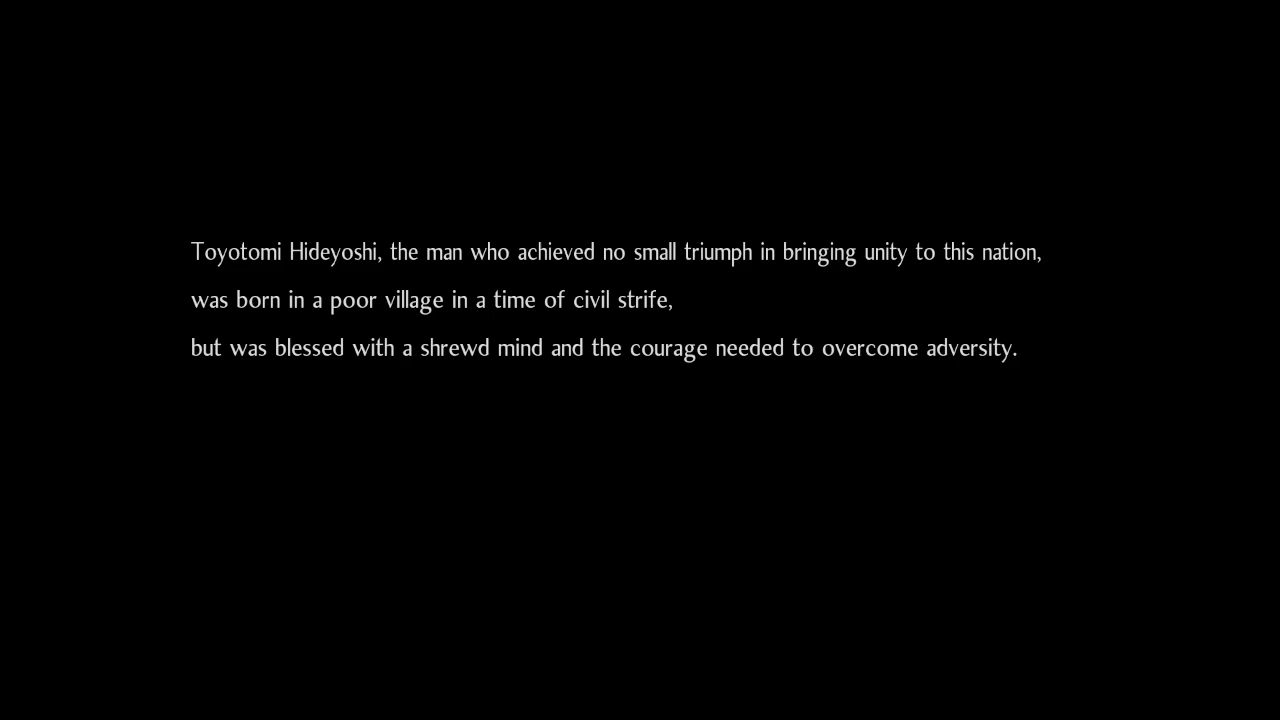 Toyotomi Hideyoshi, the man who achieved no small triumph in bringing unity to this nation,
was born in a poor village in a time of civil strife,
but was blessed with a shrewd mind and the courage needed to overcome adversity.